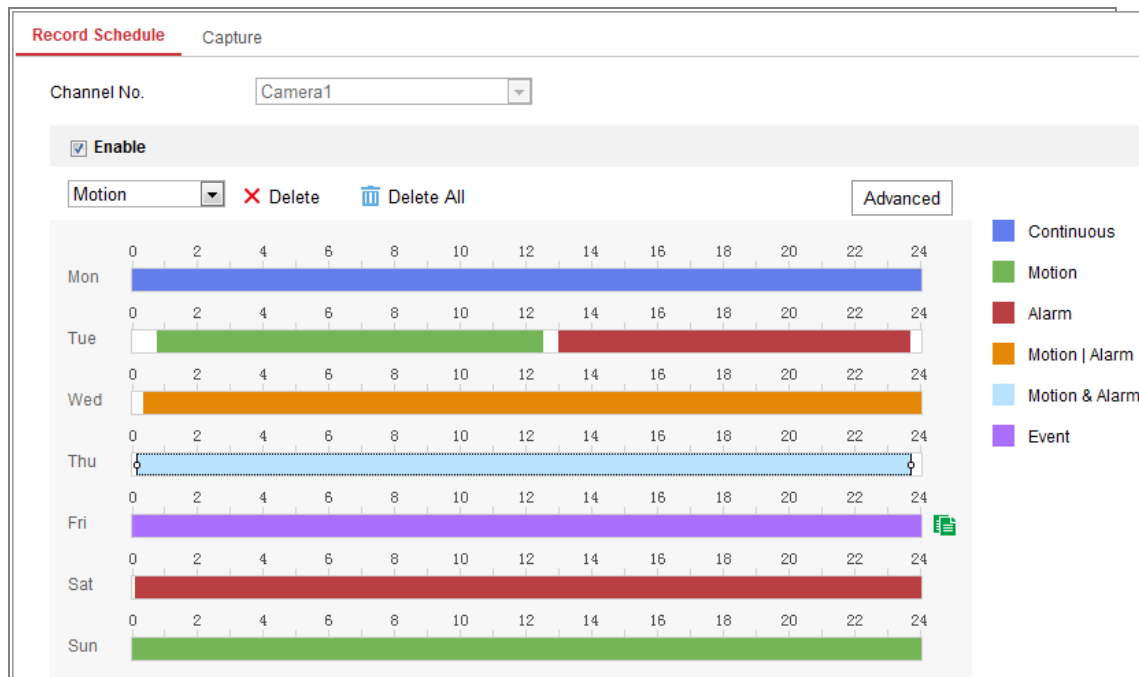 Record Schedule Capture
Channel No. Camera1
Enable
Motion Delete Delete All Advanced
0 2 4 6 8 10 12 14 16 18 20 22 24
Mon
0 2 4 6 8 10 12 14 16 18 20 22 24
Tue
0 2 4 6 8 10 12 14 16 18 20 22 24
Wed
0 2 4 6 8 10 12 14 16 18 20 22 24
Thu
0 2 4 6 8 10 12 14 16 18 20 22 24
Fri
0 2 4 6 8 10 12 14 16 18 20 22 24
Sat
0 2 4 6 8 10 12 14 16 18 20 22 24
Sun
Continuous
Motion
Alarm
Motion | Alarm
Motion & Alarm
Event